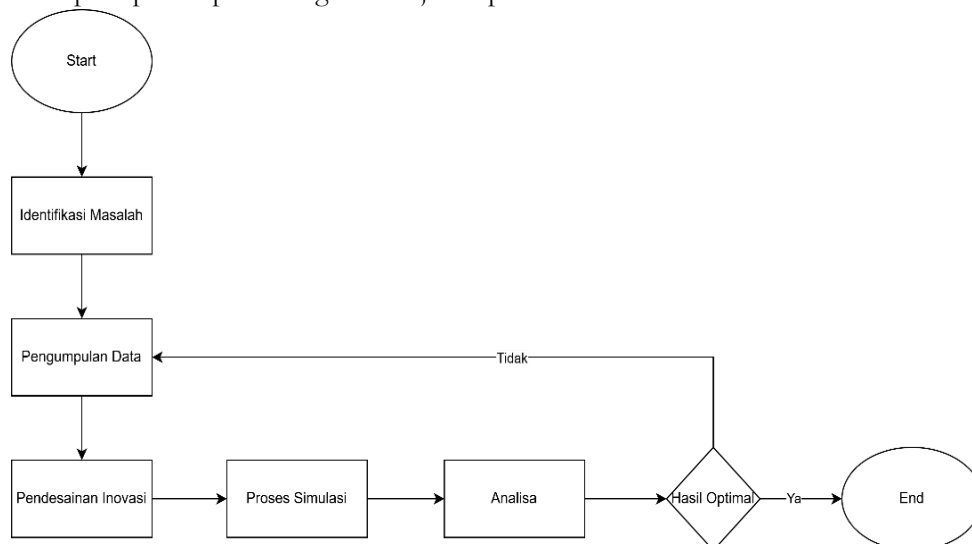 Start
Identifikasi Masalah
Pengumpulan Data
Tidak
Pendesainan Inovasi
Proses Simulasi
Analisa
Hasil Optimal
Ya
End